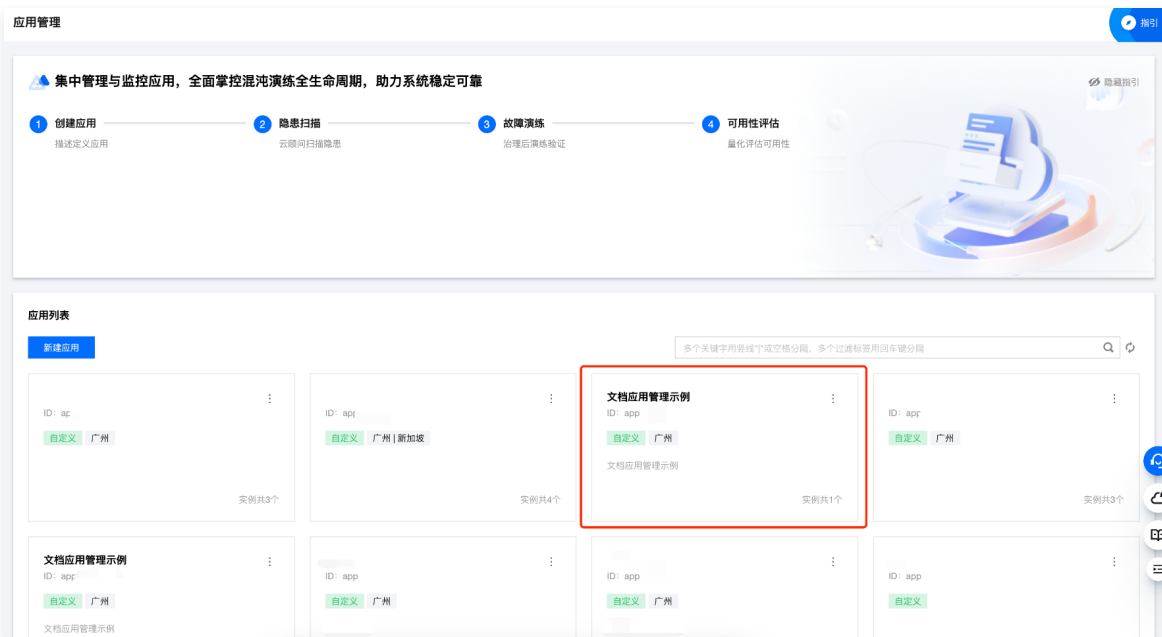 应用管理
指引
集中管理与监控应用，全面掌控混沌演练全生命周期，助力系统稳定可靠
隐藏指引
1 创建应用
2 隐患扫描
3 故障演练
4 可用性评估
描述定义应用
云顾问扫描隐患
治理后演练验证
量化评估可用性
应用列表
新建应用
多个关键字用竖线"|"或空格分隔，多个过滤标签用回车键分隔
文档应用管理示例
ID: ap
ID: app
ID: app
ID: app
自定义 广州
自定义 广州 | 新加坡
自定义 广州
自定义 广州
文档应用管理示例
实例共3个
实例共4个
实例共1个
实例共3个
文档应用管理示例
ID: app
ID: app
ID: app
ID: app
自定义 广州
自定义 广州
自定义 广州
自定义
文档应用管理示例